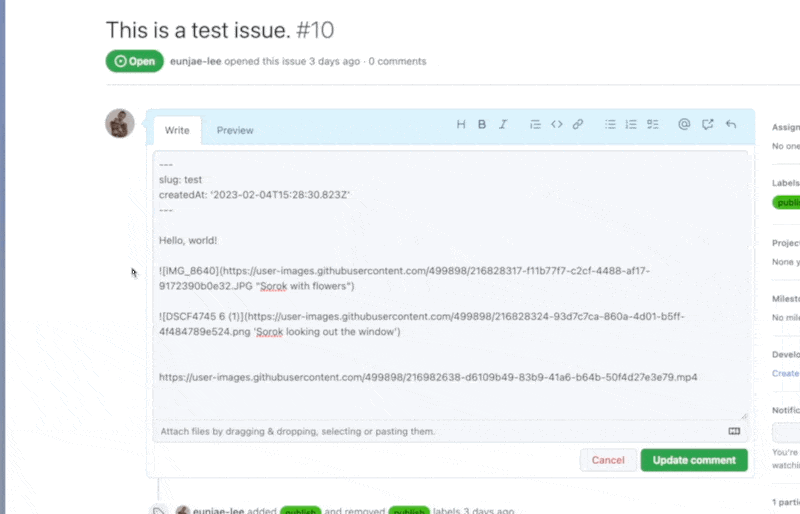 This is a test issue. #10
Open
eunjae-lee opened this issue 3 days ago · 0 comments
Write
Preview
---
slug: test
createdAt: '2023-02-04T15:28:30.823Z'
---
Hello, world!
![IMG_8640](https://user-images.githubusercontent.com/499898/216828317-f11b77f7-c2cf-4488-af17-
9172390b0e32.JPG "Sorok with flowers")
![DSCF4745 6 (1)](https://user-images.githubusercontent.com/499898/216828324-93d7c7ca-860a-4d01-b5ff-
4f484789e524.png 'Sorok looking out the window')
https://user-images.githubusercontent.com/499898/216982638-d6109b49-83b9-41a6-b64b-50f4d27e3e79.mp4
Attach files by dragging & dropping, selecting or pasting them.
Cancel
Update comment
eunjae-lee added publish and removed publish labels 3 days ago
Assign
No one
Labels
publi
Project
None y
Milesto
No mile
Develo
Create
Notific
You're
watchi
1 parti